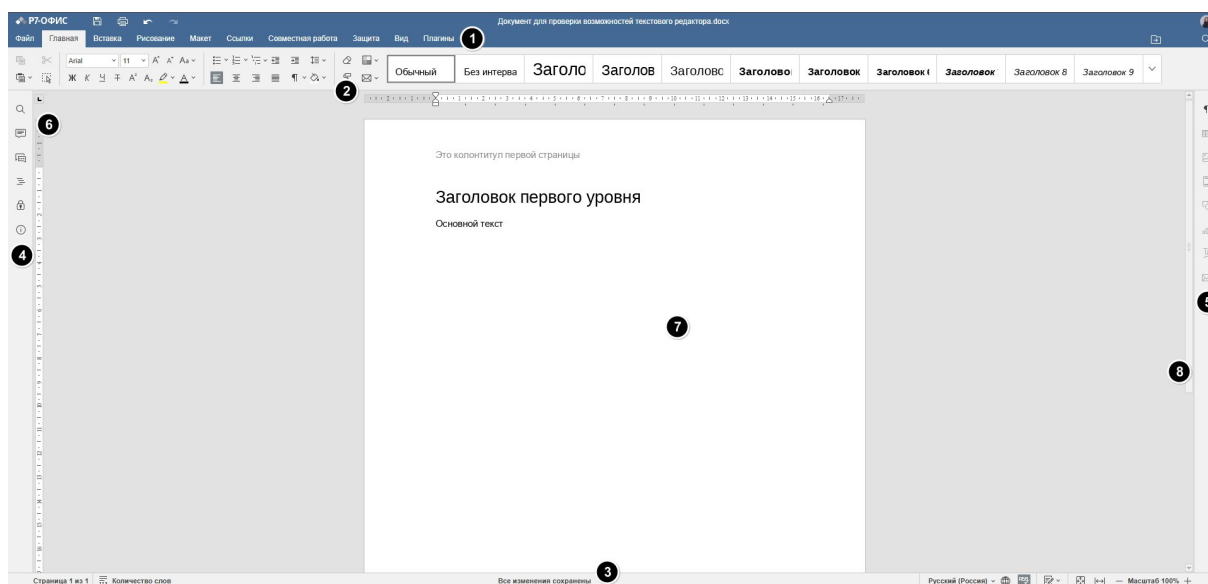 Р7-ОФИС
Документ для проверки возможностей текстового редактора.docx
Файл Главная Вставка Рисование Макет Ссылки Совместная работа Защита Вид Плагины 1
Arial 11
Ж К Ч
Обычный Без интерва Заголо Заголов Заголовс Заголово Заголовок Заголовок Заголовок Заголовок 8 Заголовок 9
2
6
Это колонтитул первой страницы
Заголовок первого уровня
Основной текст
4
5
7
8
3
Страница 1 из 1 Количество слов Все изменения сохранены Русский (Россия) Масштаб 100%